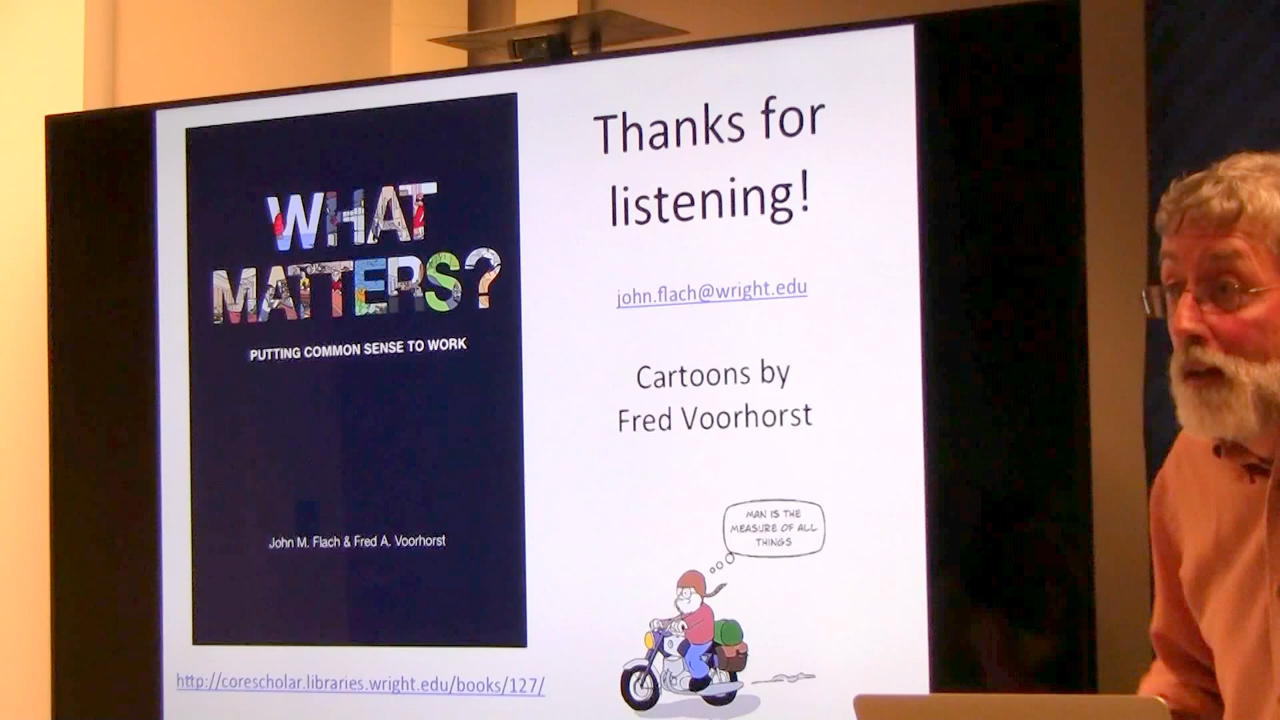 WHAT
MATTERS?
PUTTING COMMON SENSE TO WORK
John M. Flach & Fred A. Voorhorst
http://corescholar.libraries.wright.edu/books/127/
Thanks for
listening!
john.flach@wright.edu
Cartoons by
Fred Voorhorst
MAN IS THE
MEASURE OF ALL
THINGS